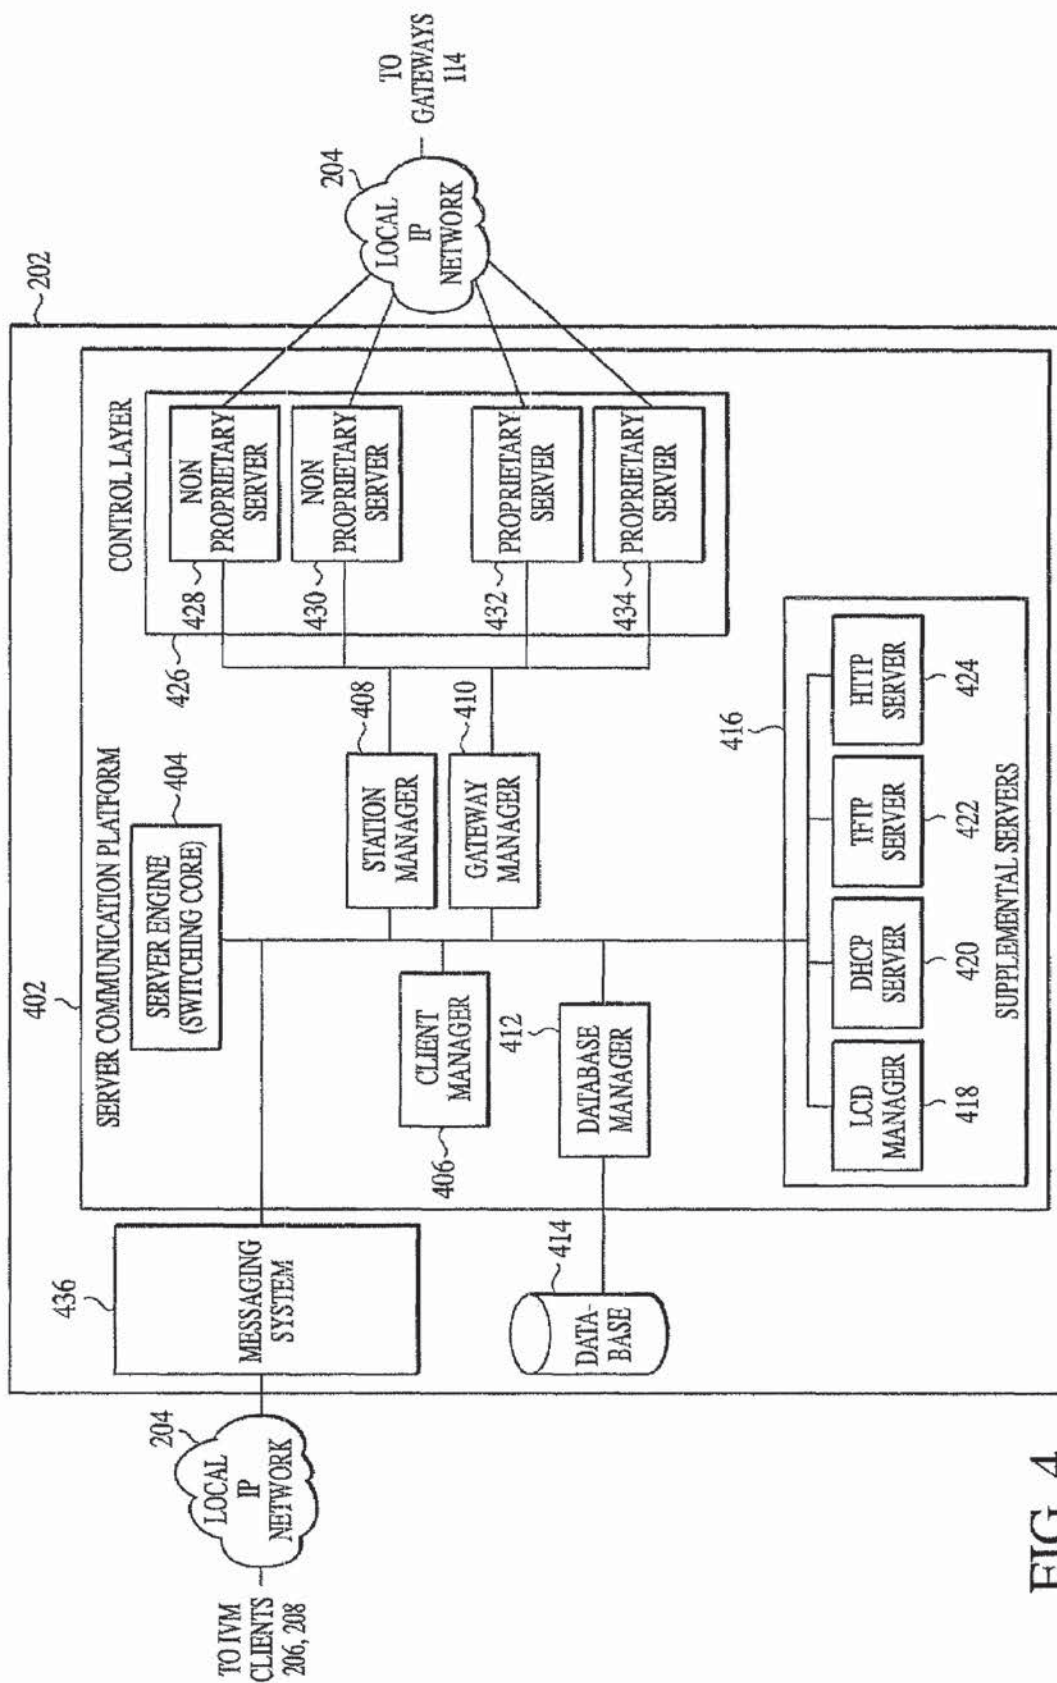 202
402
SERVER COMMUNICATION PLATFORM
404
SERVER ENGINE
(SWITCHING CORE)
CONTROL LAYER
426
428
NON
PROPRIETARY
SERVER
430
NON
PROPRIETARY
SERVER
432
PROPRIETARY
SERVER
434
PROPRIETARY
SERVER
204
LOCAL
IP
NETWORK
TO
GATEWAYS
114
408
STATION
MANAGER
410
GATEWAY
MANAGER
436
MESSAGING
SYSTEM
204
LOCAL
IP
NETWORK
TO IVM
CLIENTS
206, 208
CLIENT
MANAGER
406
412
DATABASE
MANAGER
414
DATA-
BASE
416
LCD
MANAGER
418
DHCP
SERVER
420
TFTP
SERVER
422
HTTP
SERVER
424
SUPPLEMENTAL SERVERS
FIG. 4